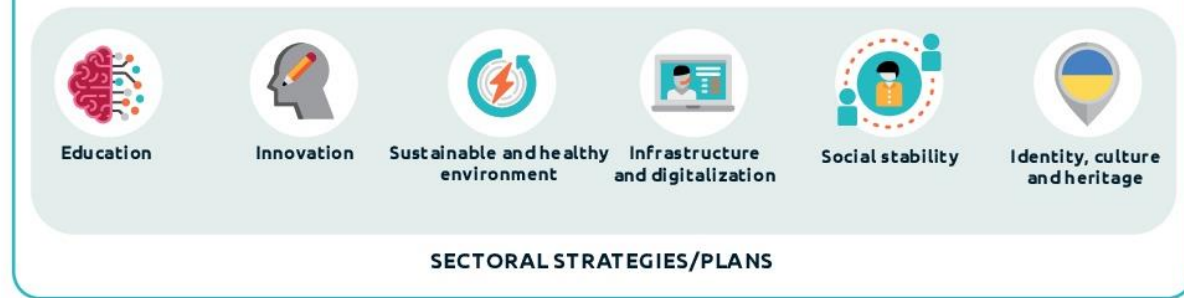 Education
Innovation
Sustainable and healthy
environment
Infrastructure
and digitalization
Social stability
Identity, culture
and heritage
SECTORAL STRATEGIES/PLANS